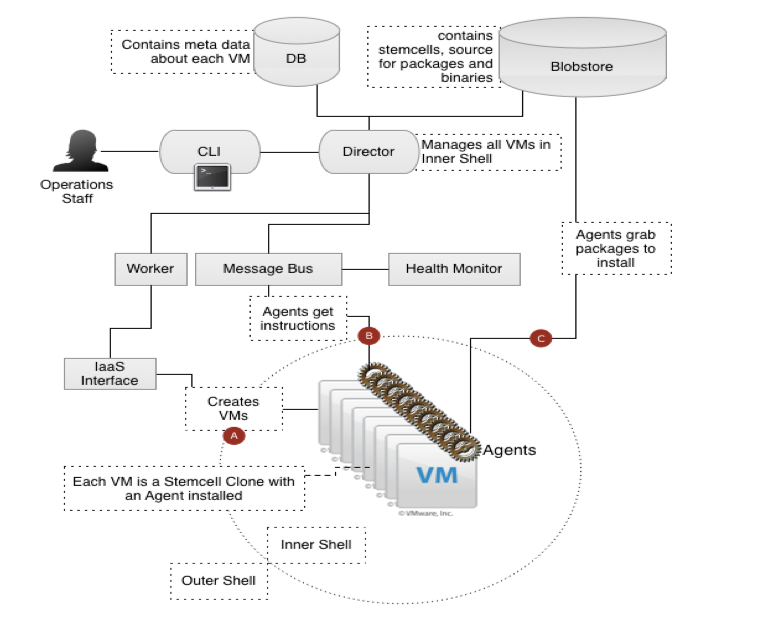 Contains meta data
about each VM
DB
contains
stemcells, source
for packages and
binaries
Blobstore
Operations
Staff
CLI
>_
Director
Manages all VMs in
Inner Shell
Agents grab
packages to
install
Worker
Message Bus
Health Monitor
Agents get
instructions
B
C
IaaS
Interface
Creates
VMs
A
Agents
VM
Each VM is a Stemcell Clone with
an Agent installed
©VMware, Inc.
Inner Shell
Outer Shell